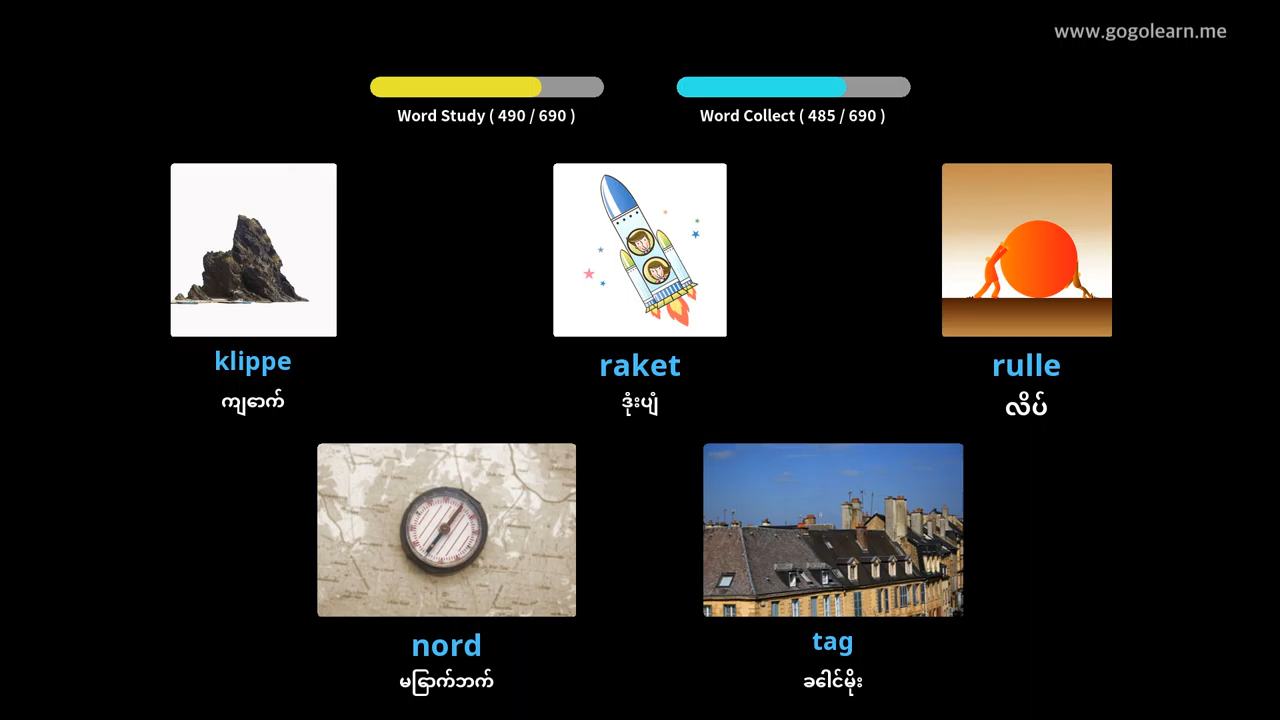 www.gogolearn.me
Word Study ( 490 / 690 )
Word Collect ( 485 / 690 )
klippe
ကျောက်
raket
ဒုံးပျံ
rulle
လိပ်
nord
မြောက်ဘက်
tag
ခေါင်မိုး